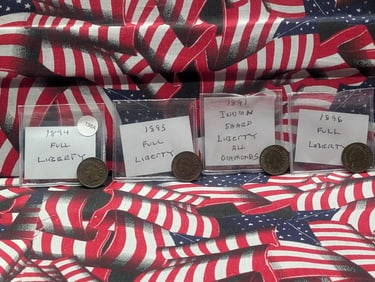 1894
FULL
LIBERTY
1895
FULL
LIBERTY
1891
INDIAN
SHARP
LIBERTY
ALL
DIAMONDS
1896
FULL
LIBERTY